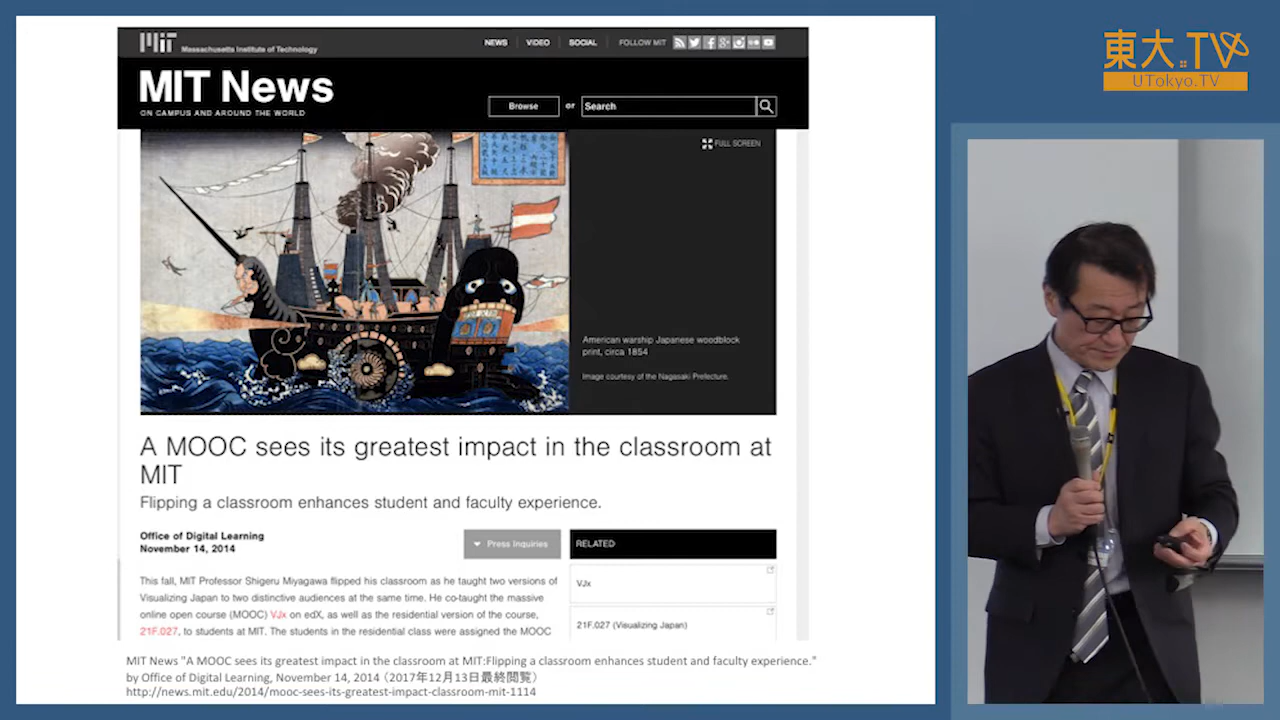 MIT Massachusetts Institute of Technology
NEWS VIDEO SOCIAL FOLLOW MIT
MIT News
ON CAMPUS AND AROUND THE WORLD
Browse or Search
FULL SCREEN
American warship Japanese woodblock
print, circa 1854
Image courtesy of the Nagasaki Prefecture.
A MOOC sees its greatest impact in the classroom at
MIT
Flipping a classroom enhances student and faculty experience.
Office of Digital Learning
November 14, 2014
Press Inquiries
RELATED
This fall, MIT Professor Shigeru Miyagawa flipped his classroom as he taught two versions of
Visualizing Japan to two distinctive audiences at the same time. He co-taught the massive
online open course (MOOC) VJx on edX, as well as the residential version of the course,
21F.027, to students at MIT. The students in the residential class were assigned the MOOC
VJx
21F.027 (Visualizing Japan)
MIT News "A MOOC sees its greatest impact in the classroom at MIT:Flipping a classroom enhances student and faculty experience."
by Office of Digital Learning, November 14, 2014 (2017年12月13日最終閲覧)
http://news.mit.edu/2014/mooc-sees-its-greatest-impact-classroom-mit-1114
東大.TV
UTokyo.TV